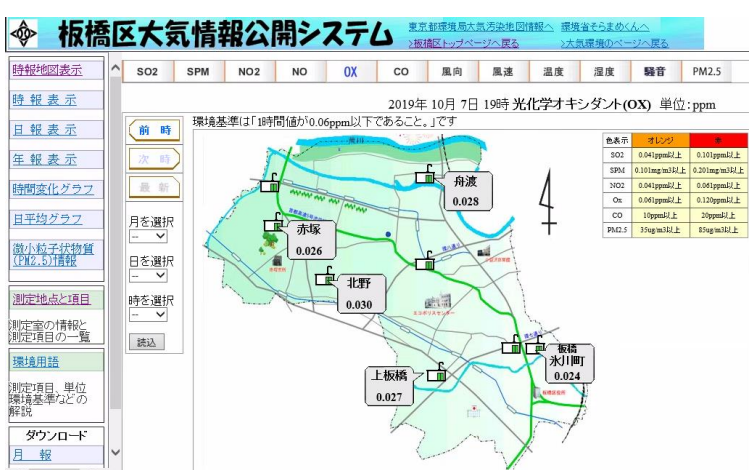 板橋区大気情報公開システム
東京都環境局大気汚染地図情報へ 環境省そらまめくんへ
>板橋区トップページへ戻る >大気環境のページへ戻る
時報地図表示
時報表示
日報表示
年報表示
時間変化グラフ
日平均グラフ
微小粒子状物質
(PM2.5)情報
測定地点と項目
測定室の情報と
測定項目の一覧
環境用語
測定項目、単位
環境基準などの
解説
ダウンロード
月 報
SO2 SPM NO2 NO OX CO 風向 風速 温度 湿度 騒音 PM2.5
2019年 10月 7日 19時 光化学オキシダント(OX) 単位:ppm
環境基準は「1時間値が0.06ppm以下であること。」です
前 時
次 時
最 新
月を選択
--
日を選択
--
時を選択
--
読込
舟渡
0.028
赤塚
0.026
北野
0.030
エコポリスセンター
板橋
氷川町
0.024
上板橋
0.027
色表示 オレンジ 赤
SO2 0.041ppm以上 0.101ppm以上
SPM 0.101mg/m3以上 0.201mg/m3以上
NO2 0.041ppm以上 0.061ppm以上
Ox 0.061ppm以上 0.120ppm以上
CO 10ppm以上 20ppm以上
PM2.5 35ug/m3以上 85ug/m3以上